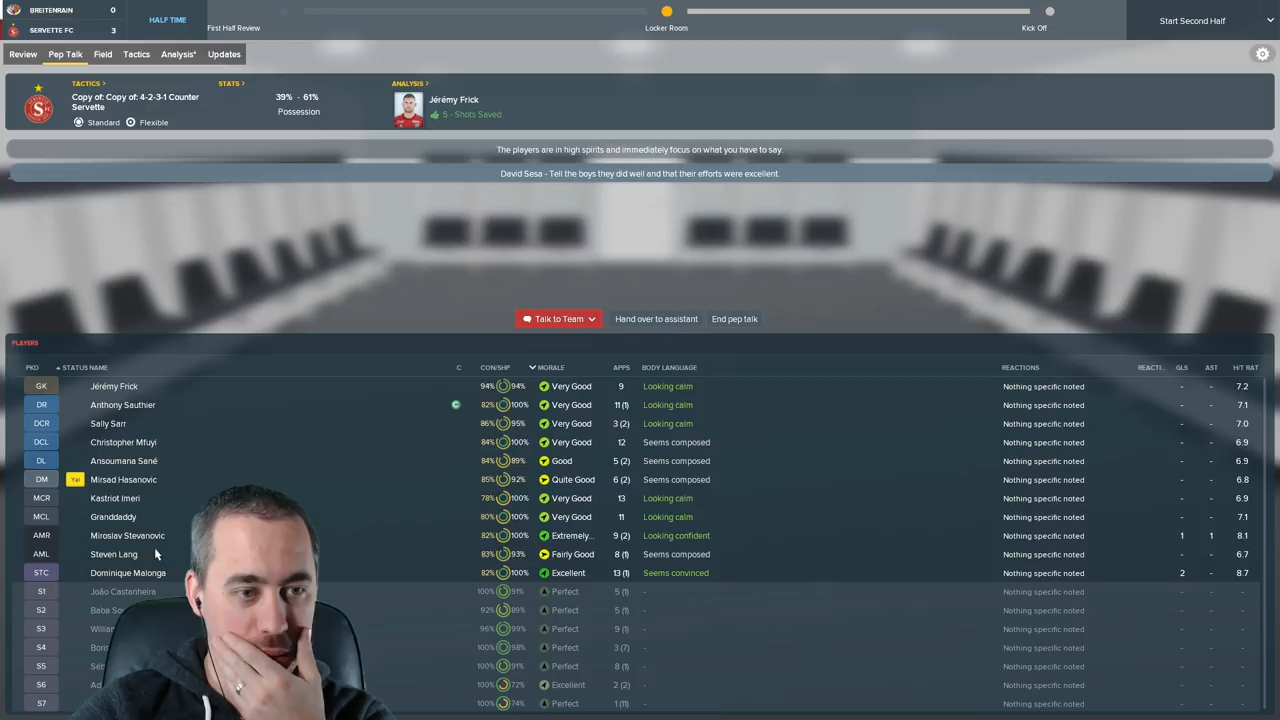 BREITENRAIN 0
SERVETTE FC 3
HALF TIME
First Half Review
Locker Room
Kick Off
Start Second Half
Review Pep Talk Field Tactics Analysis* Updates
TACTICS >
Copy of: Copy of: 4-2-3-1 Counter
Servette
Standard Flexible
STATS >
39% - 61%
Possession
ANALYSIS >
Jérémy Frick
5 - Shots Saved
The players are in high spirits and immediately focus on what you have to say.
David Sesa - Tell the boys they did well and that their efforts were excellent.
Talk to Team Hand over to assistant End pep talk
PLAYERS
PKD STATUS NAME C CON/SHP MORALE APPS BODY LANGUAGE REACTIONS REACTI... GLS AST H/T RAT
GK Jérémy Frick 94% 94% Very Good 9 Looking calm Nothing specific noted - - 7.2
DR Anthony Sauthier C 82% 100% Very Good 11 (1) Looking calm Nothing specific noted - - 7.1
DCR Sally Sarr 86% 95% Very Good 3 (2) Looking calm Nothing specific noted - - 7.0
DCL Christopher Mfuyi 84% 100% Very Good 12 Seems composed Nothing specific noted - - 6.9
DL Ansoumana Sané 84% 89% Good 5 (2) Seems composed Nothing specific noted - - 6.9
DM Yel Mirsad Hasanovic 85% 92% Quite Good 6 (2) Seems composed Nothing specific noted - - 6.8
MCR Kastriot Imeri 78% 100% Very Good 13 Looking calm Nothing specific noted - - 6.9
MCL Granddaddy 80% 100% Very Good 11 Looking calm Nothing specific noted - - 7.1
AMR Miroslav Stevanovic 82% 100% Extremely... 9 (2) Looking confident Nothing specific noted 1 1 8.1
AML Steven Lang 83% 93% Fairly Good 8 (1) Seems composed Nothing specific noted - - 6.7
STC Dominique Malonga 82% 100% Excellent 13 (1) Seems convinced Nothing specific noted 2 - 8.7
S1 João Castanheira 100% 91% Perfect 5 (1) - Nothing specific noted - - -
S2 Baba 92% 89% Perfect 5 (1) - Nothing specific noted - - -
S3 96% 99% Perfect 9 (1) - Nothing specific noted - - -
S4 100% 98% Perfect 3 (7) - Nothing specific noted - - -
S5 100% 91% Perfect 8 (1) - Nothing specific noted - - -
S6 100% 72% Excellent 2 (2) - Nothing specific noted - - -
S7 100% 74% Perfect 1 (11) - Nothing specific noted - - -